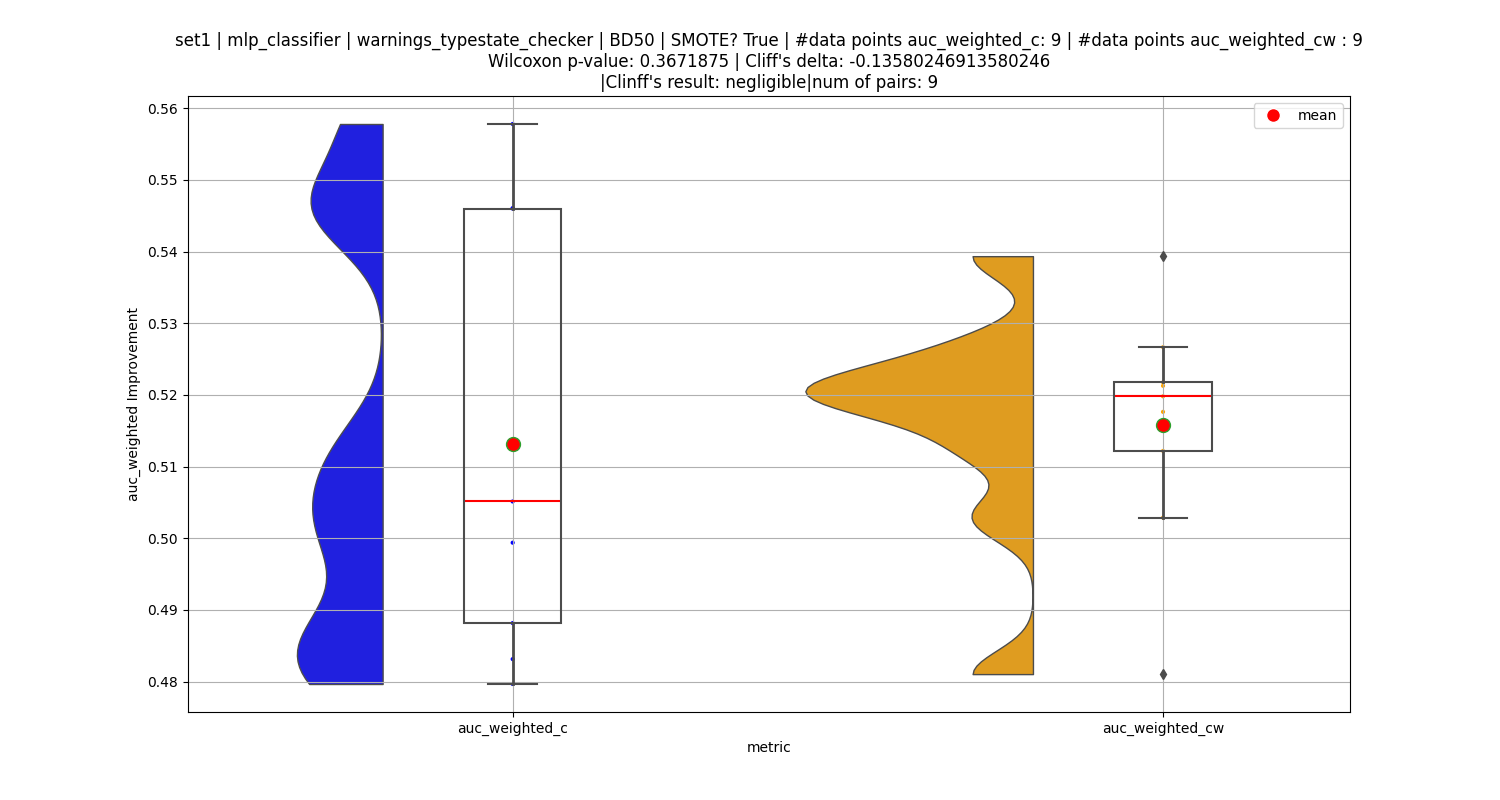 set1 | mlp_classifier | warnings_typestate_checker | BD50 | SMOTE? True | #data points auc_weighted_c: 9 | #data points auc_weighted_cw : 9
Wilcoxon p-value: 0.3671875 | Cliff's delta: -0.13580246913580246
|Clinff's result: negligible|num of pairs: 9
mean
0.56
0.55
0.54
0.53
0.52
0.51
0.50
0.49
0.48
auc_weighted Improvement
auc_weighted_c
auc_weighted_cw
metric